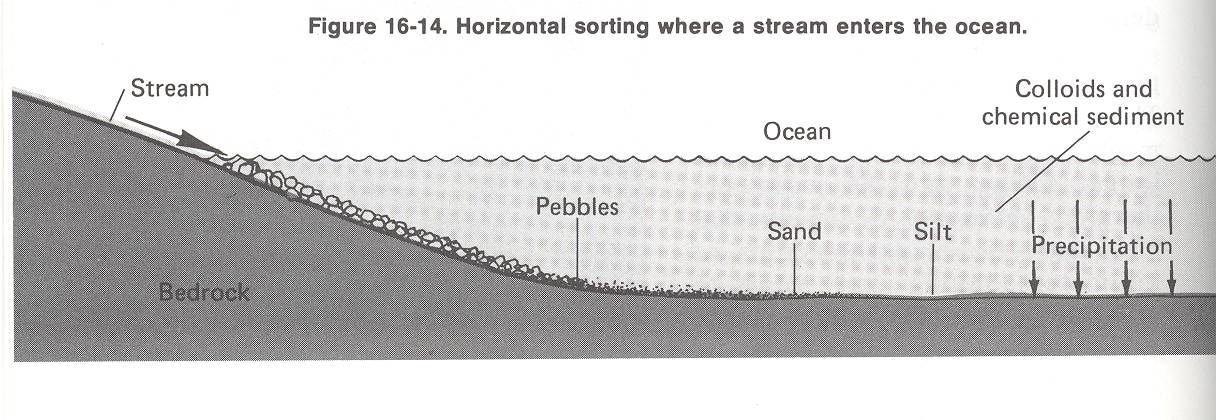 Figure 16-14. Horizontal sorting where a stream enters the ocean.
Stream
Colloids and
chemical sediment
Ocean
Pebbles
Sand
Silt
Precipitation
Bedrock